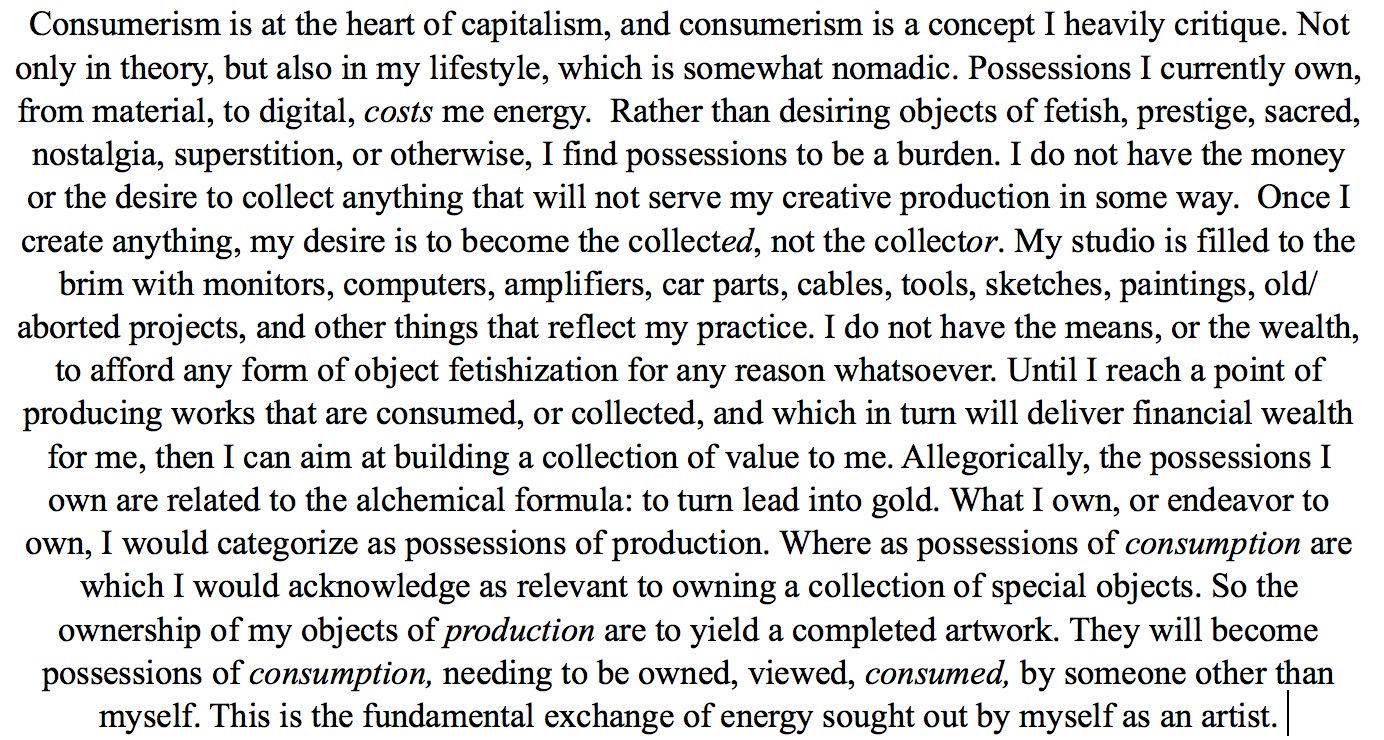 Consumerism is at the heart of capitalism, and consumerism is a concept I heavily critique. Not
only in theory, but also in my lifestyle, which is somewhat nomadic. Possessions I currently own,
from material, to digital, costs me energy.  Rather than desiring objects of fetish, prestige, sacred,
nostalgia, superstition, or otherwise, I find possessions to be a burden. I do not have the money
or the desire to collect anything that will not serve my creative production in some way.  Once I
create anything, my desire is to become the collected, not the collector. My studio is filled to the
brim with monitors, computers, amplifiers, car parts, cables, tools, sketches, paintings, old/
aborted projects, and other things that reflect my practice. I do not have the means, or the wealth,
to afford any form of object fetishization for any reason whatsoever. Until I reach a point of
producing works that are consumed, or collected, and which in turn will deliver financial wealth
for me, then I can aim at building a collection of value to me. Allegorically, the possessions I
own are related to the alchemical formula: to turn lead into gold. What I own, or endeavor to
own, I would categorize as possessions of production. Where as possessions of consumption are
which I would acknowledge as relevant to owning a collection of special objects. So the
ownership of my objects of production are to yield a completed artwork. They will become
possessions of consumption, needing to be owned, viewed, consumed, by someone other than
myself. This is the fundamental exchange of energy sought out by myself as an artist.